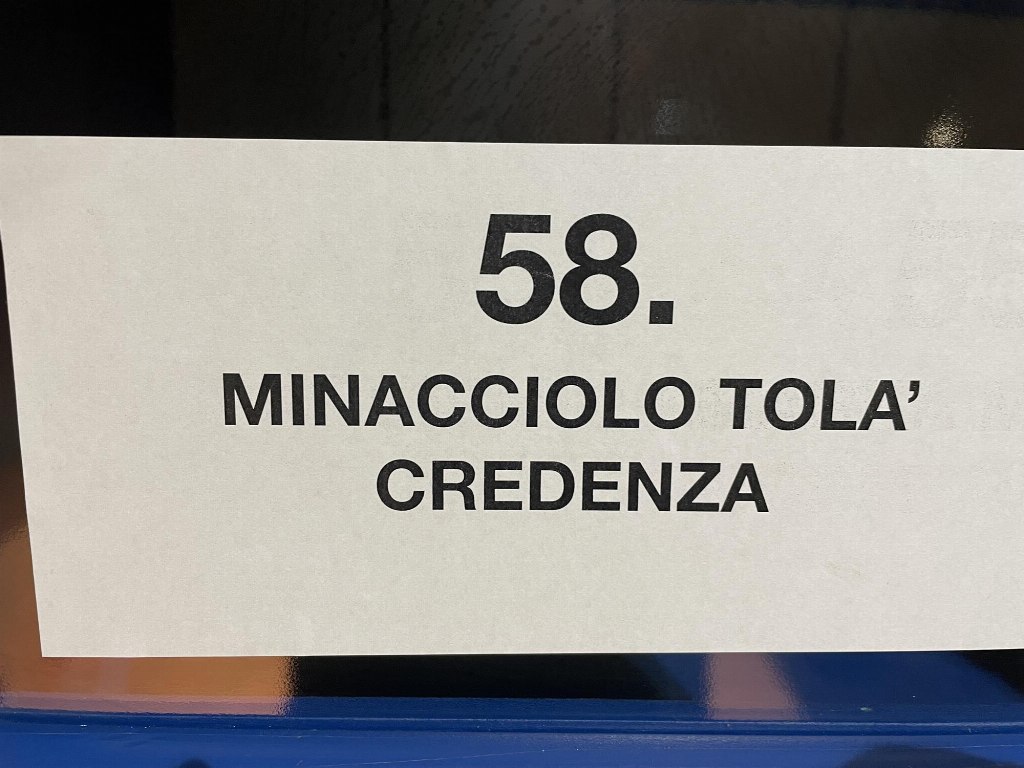 58.
MINACCIOLO TOLA’
CREDENZA